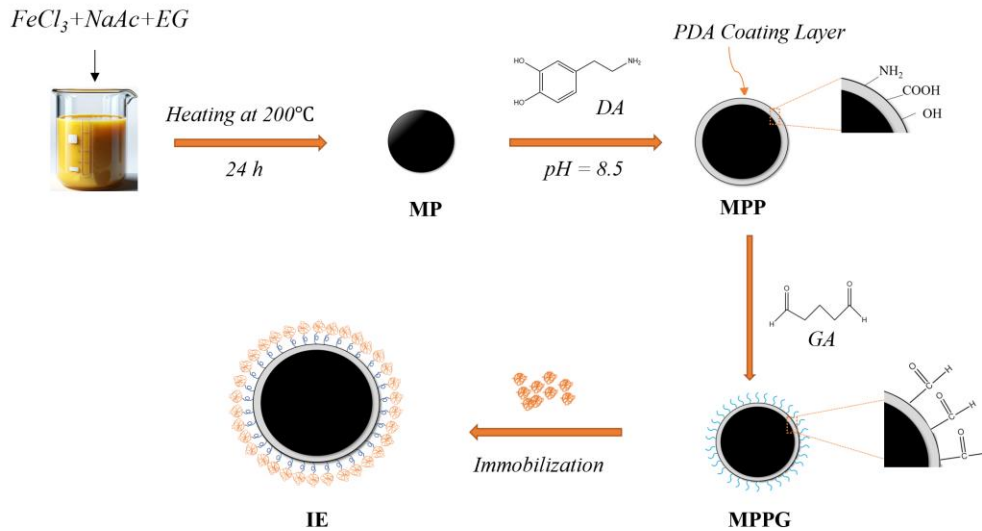 FeCl3+NaAc+EG
Heating at 200℃
24 h
MP
HO
HO
NH2
DA
pH = 8.5
PDA Coating Layer
MPP
NH2
COOH
OH
O
O
H
H
GA
O
H
C
O
H
C
O
C
MPPG
Immobilization
IE